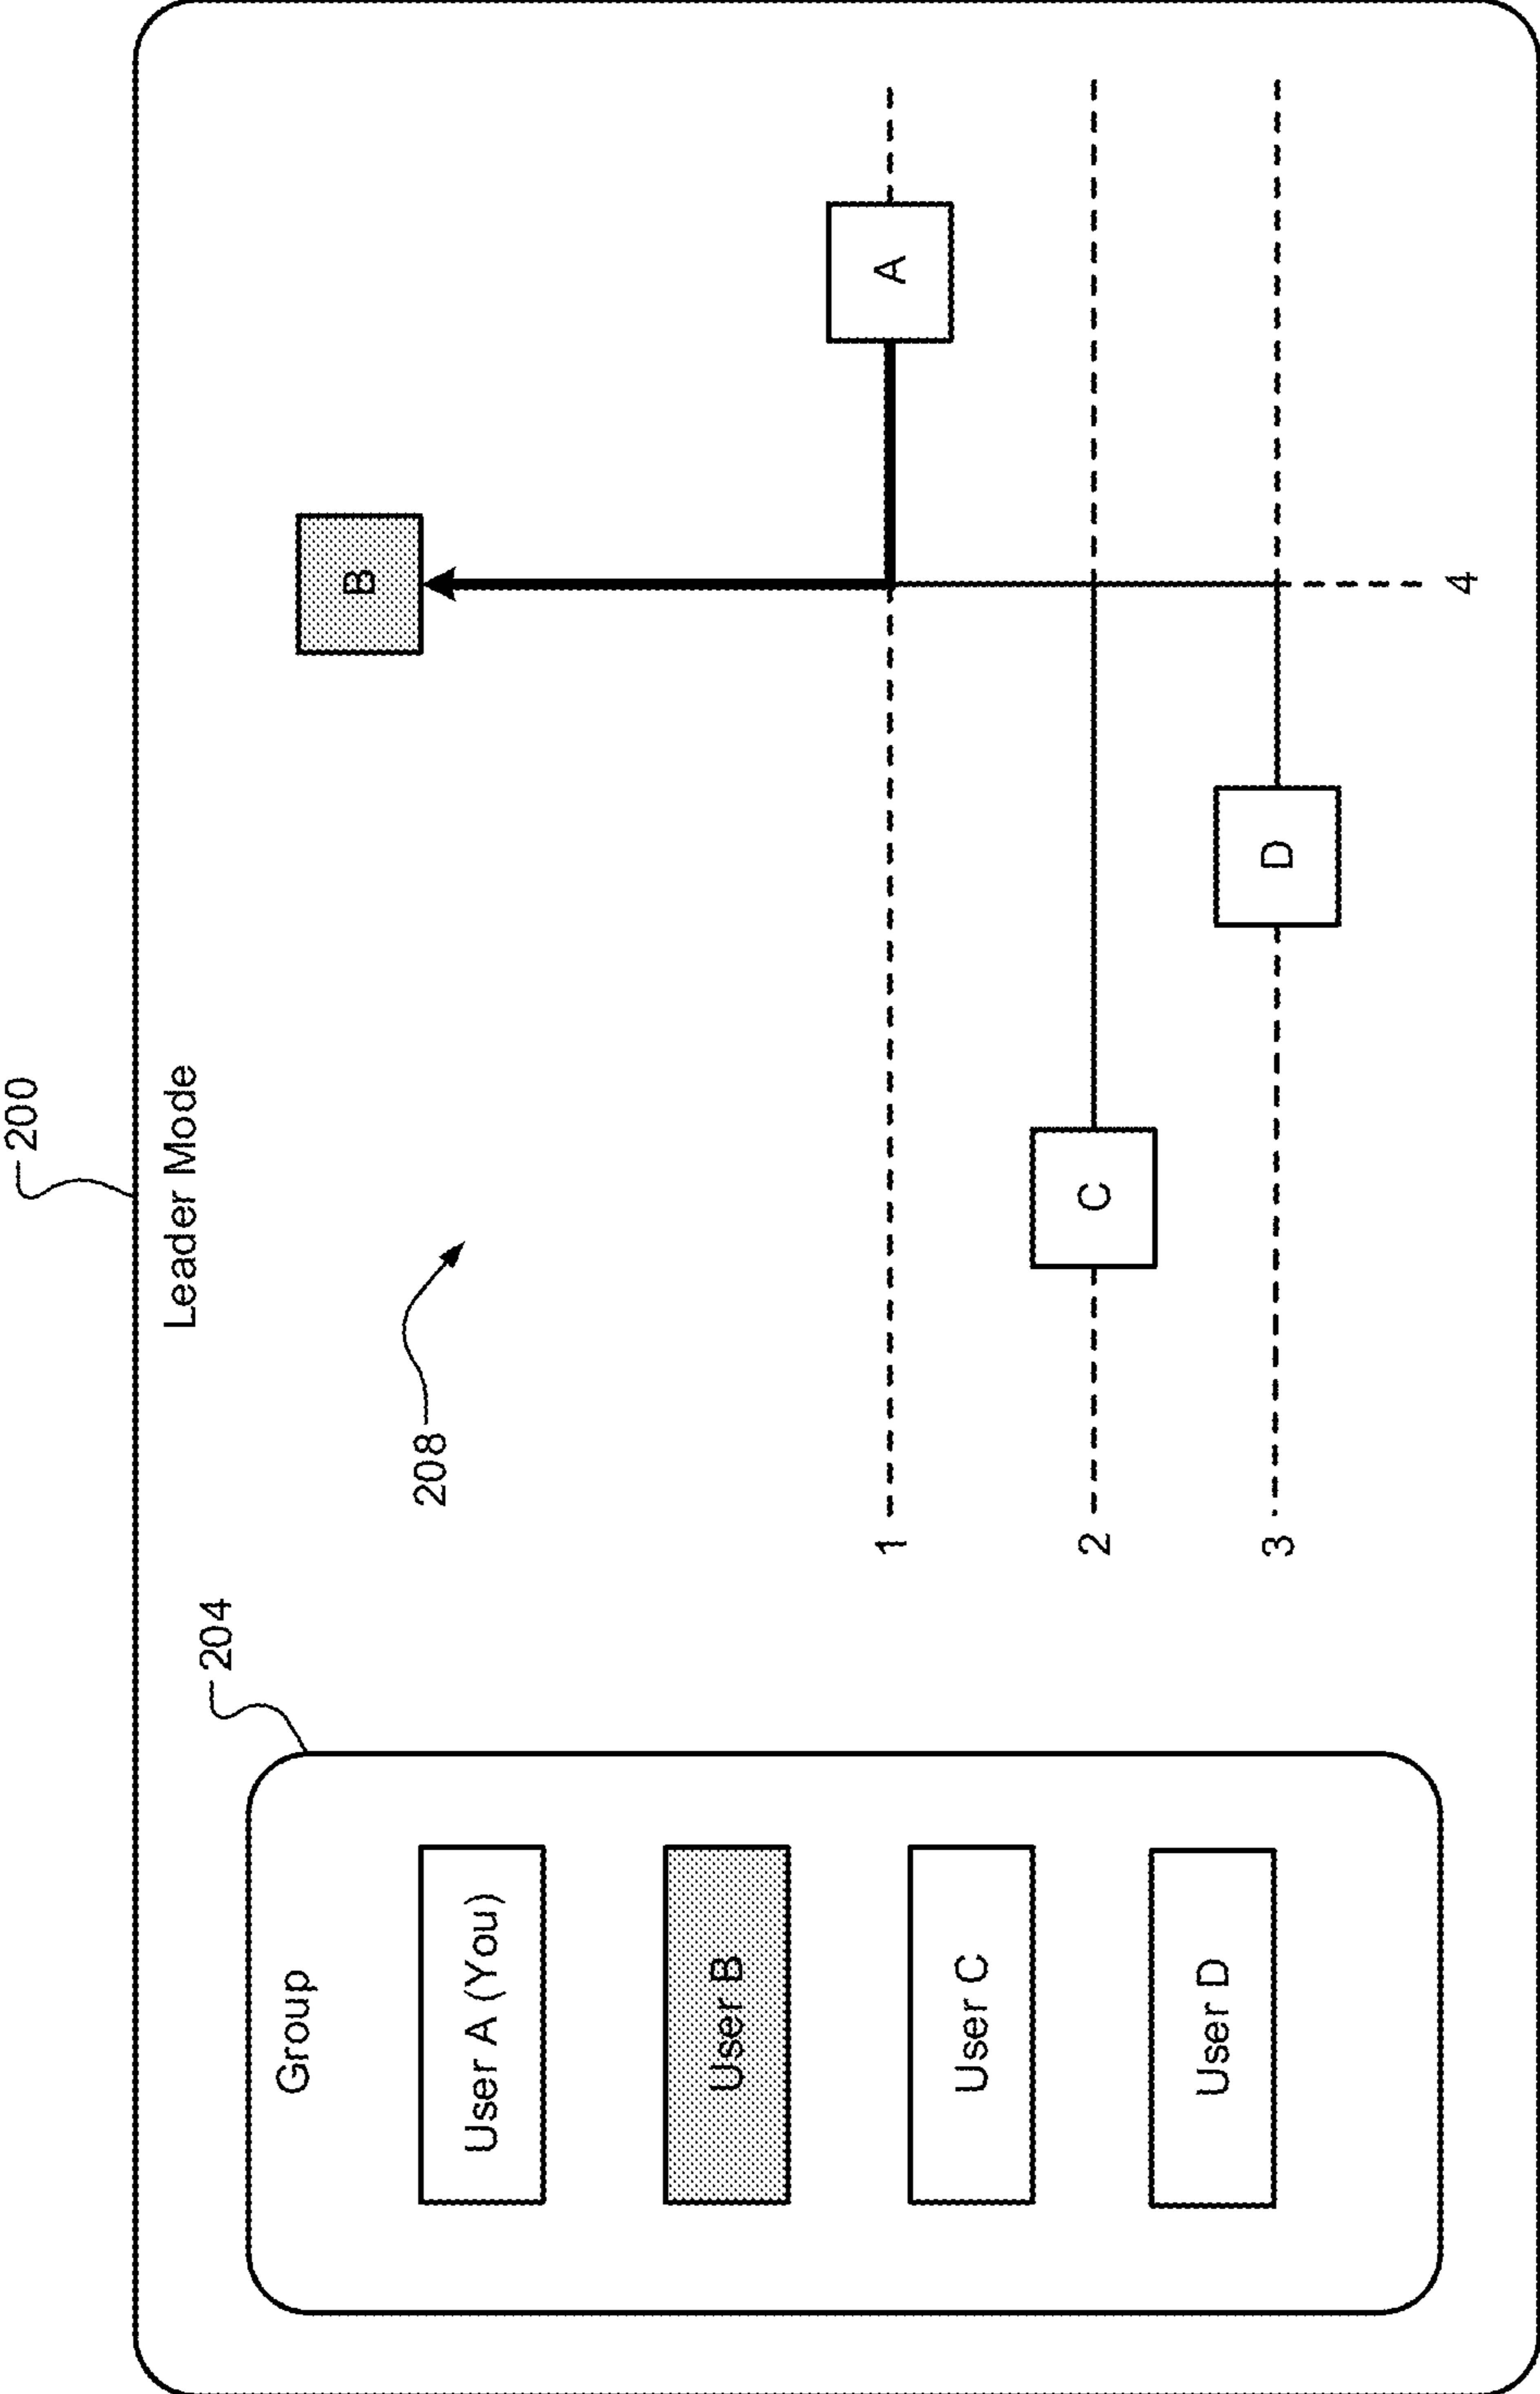 200
Leader Mode
204
208
Group
User A (You)
User B
User C
User D
B
A
C
D
1
2
3
4